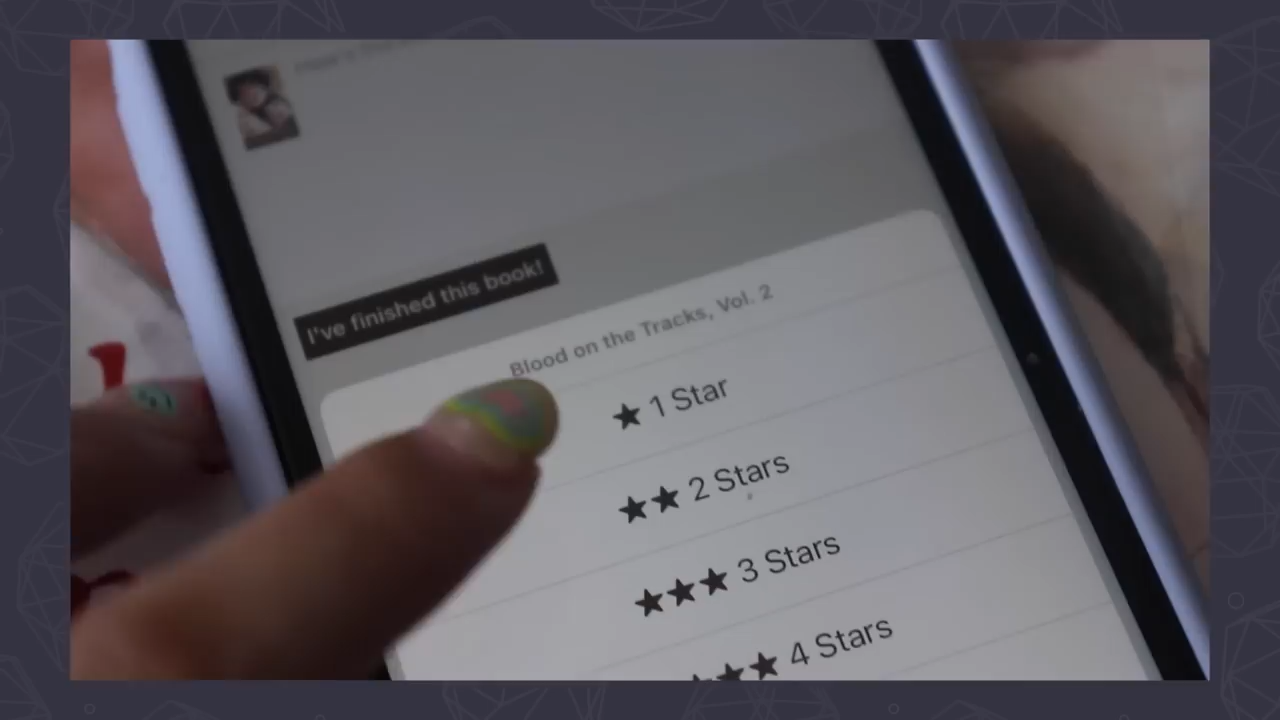 I've finished this book!
Blood on the Tracks, Vol. 2
★ 1 Star
★★ 2 Stars
★★★ 3 Stars
★★★ 4 Stars